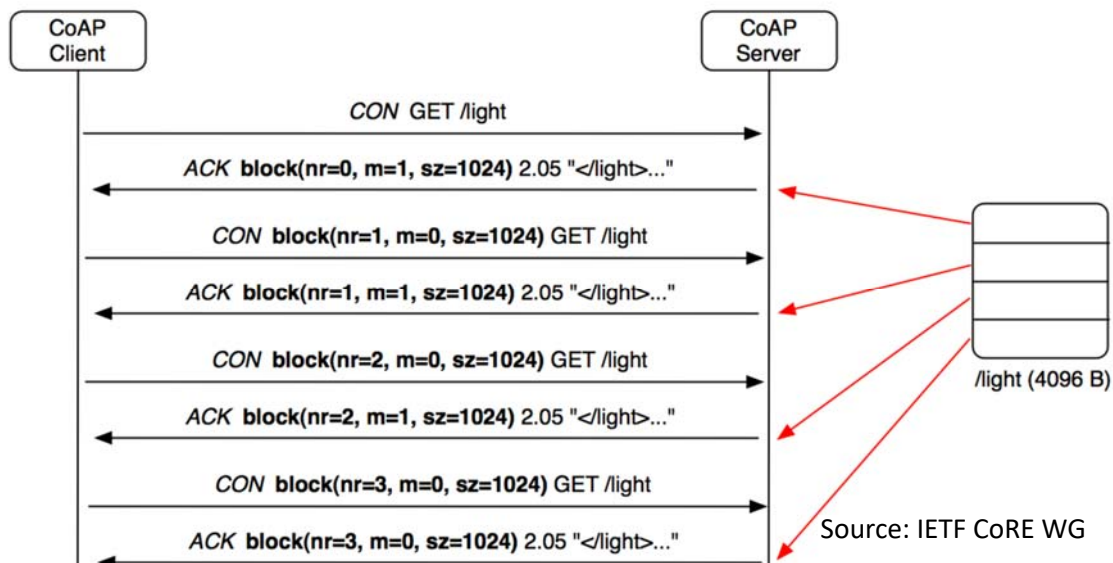 CoAP
Client
CoAP
Server
CON GET /light
ACK block(nr=0, m=1, sz=1024) 2.05 "</light>..."
CON block(nr=1, m=0, sz=1024) GET /light
ACK block(nr=1, m=1, sz=1024) 2.05 "</light>..."
CON block(nr=2, m=0, sz=1024) GET /light
/light (4096 B)
ACK block(nr=2, m=1, sz=1024) 2.05 "</light>..."
CON block(nr=3, m=0, sz=1024) GET /light
ACK block(nr=3, m=0, sz=1024) 2.05 "</light>..."
Source: IETF CoRE WG